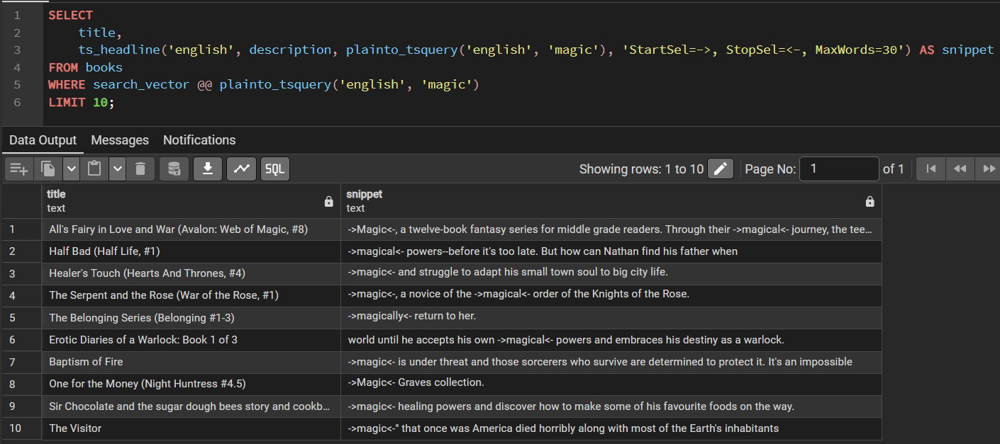 1 SELECT
2     title,
3     ts_headline('english', description, plainto_tsquery('english', 'magic'), 'StartSel=->, StopSel=<-, MaxWords=30') AS snippet
4 FROM books
5 WHERE search_vector @@ plainto_tsquery('english', 'magic')
6 LIMIT 10;
Data Output Messages Notifications
SQL Showing rows: 1 to 10 Page No: 1 of 1
title snippet
text text
1 All's Fairy in Love and War (Avalon: Web of Magic, #8) ->Magic<-, a twelve-book fantasy series for middle grade readers. Through their ->magical<- journey, the tee...
2 Half Bad (Half Life, #1) ->magical<- powers--before it's too late. But how can Nathan find his father when
3 Healer's Touch (Hearts And Thrones, #4) ->magic<- and struggle to adapt his small town soul to big city life.
4 The Serpent and the Rose (War of the Rose, #1) ->magic<-, a novice of the ->magical<- order of the Knights of the Rose.
5 The Belonging Series (Belonging #1-3) ->magically<- return to her.
6 Erotic Diaries of a Warlock: Book 1 of 3 world until he accepts his own ->magical<- powers and embraces his destiny as a warlock.
7 Baptism of Fire ->magic<- is under threat and those sorcerers who survive are determined to protect it. It's an impossible
8 One for the Money (Night Huntress #4.5) ->Magic<- Graves collection.
9 Sir Chocolate and the sugar dough bees story and cookb... ->magic<- healing powers and discover how to make some of his favourite foods on the way.
10 The Visitor ->magic<-" that once was America died horribly along with most of the Earth's inhabitants